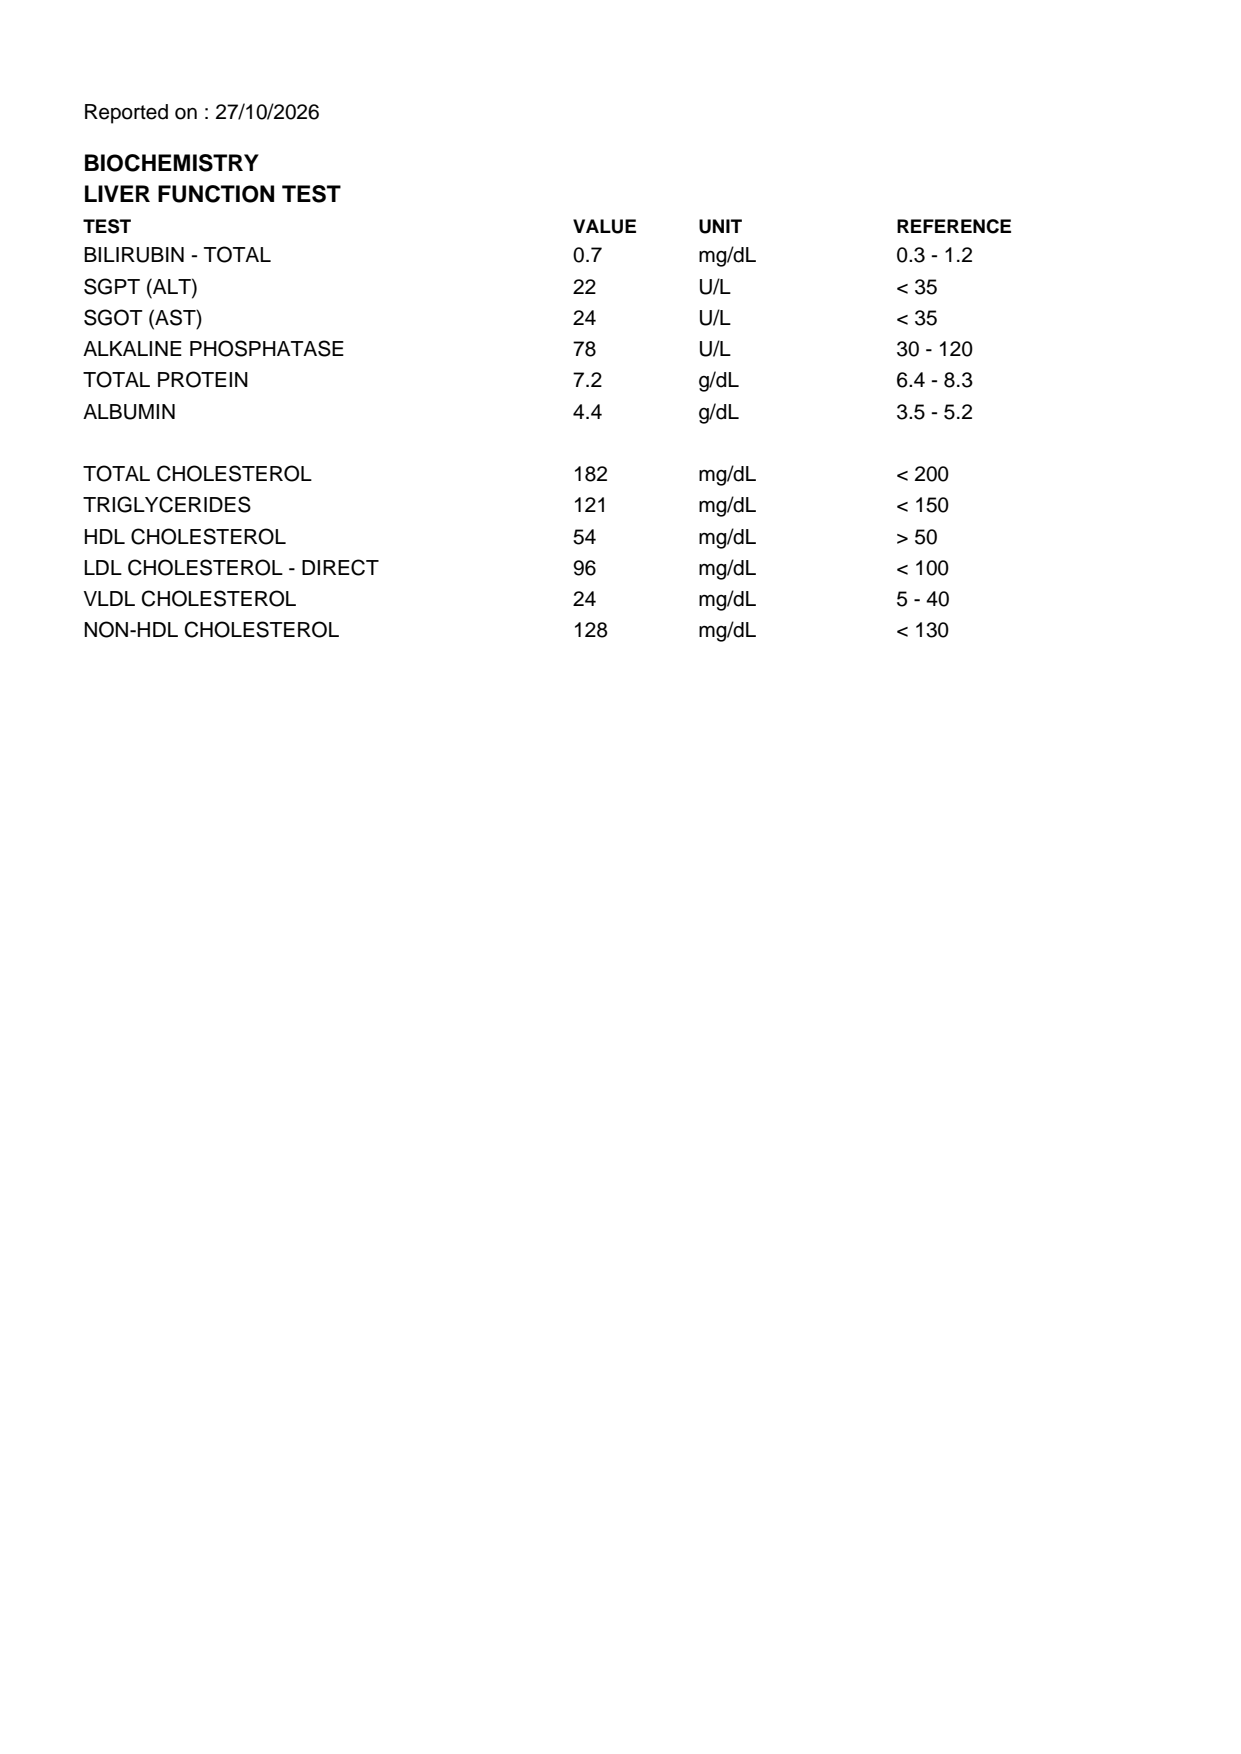 Reported on : 27/10/2026
BIOCHEMISTRY
LIVER FUNCTION TEST
TEST VALUE UNIT REFERENCE
BILIRUBIN - TOTAL 0.7 mg/dL 0.3 - 1.2
SGPT (ALT) 22 U/L < 35
SGOT (AST) 24 U/L < 35
ALKALINE PHOSPHATASE 78 U/L 30 - 120
TOTAL PROTEIN 7.2 g/dL 6.4 - 8.3
ALBUMIN 4.4 g/dL 3.5 - 5.2
TOTAL CHOLESTEROL 182 mg/dL < 200
TRIGLYCERIDES 121 mg/dL < 150
HDL CHOLESTEROL 54 mg/dL > 50
LDL CHOLESTEROL - DIRECT 96 mg/dL < 100
VLDL CHOLESTEROL 24 mg/dL 5 - 40
NON-HDL CHOLESTEROL 128 mg/dL < 130